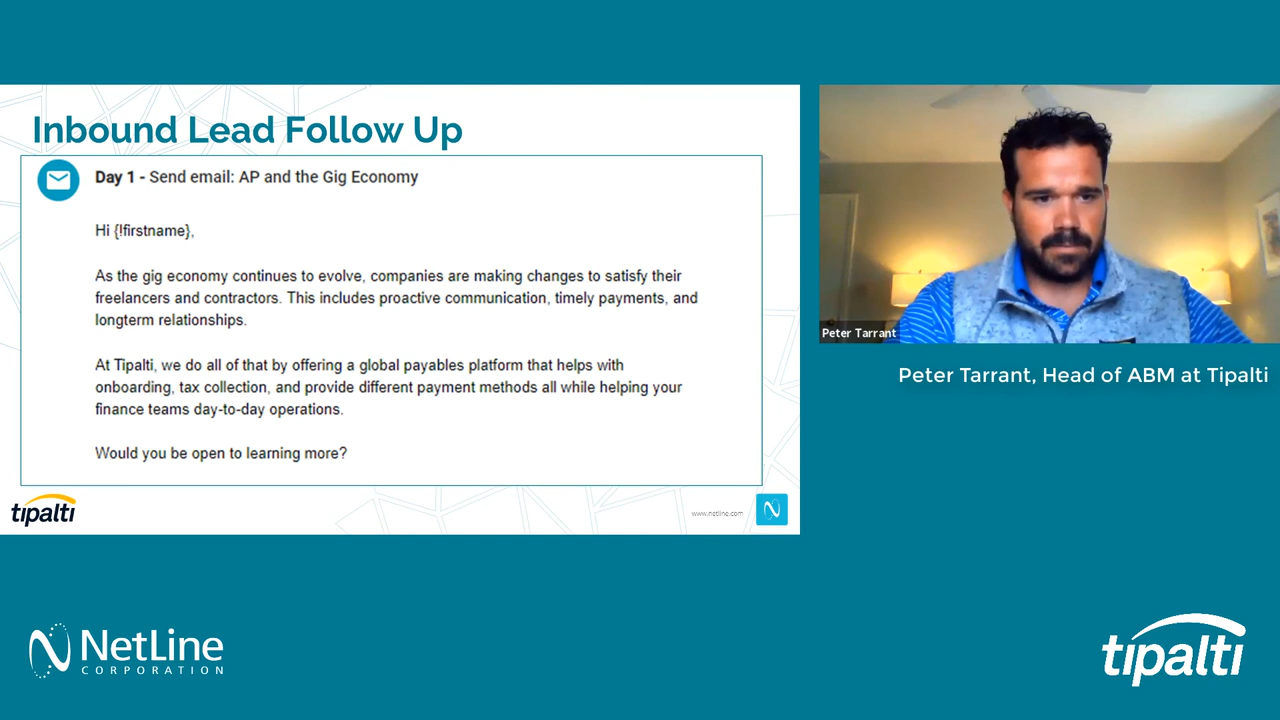 Inbound Lead Follow Up
Day 1 - Send email: AP and the Gig Economy
Hi {!firstname},
As the gig economy continues to evolve, companies are making changes to satisfy their
freelancers and contractors. This includes proactive communication, timely payments, and
longterm relationships.
At Tipalti, we do all of that by offering a global payables platform that helps with
onboarding, tax collection, and provide different payment methods all while helping your
finance teams day-to-day operations.
Would you be open to learning more?
tipalti
www.netline.com
Peter Tarrant
Peter Tarrant, Head of ABM at Tipalti
NetLine
CORPORATION
tipalti